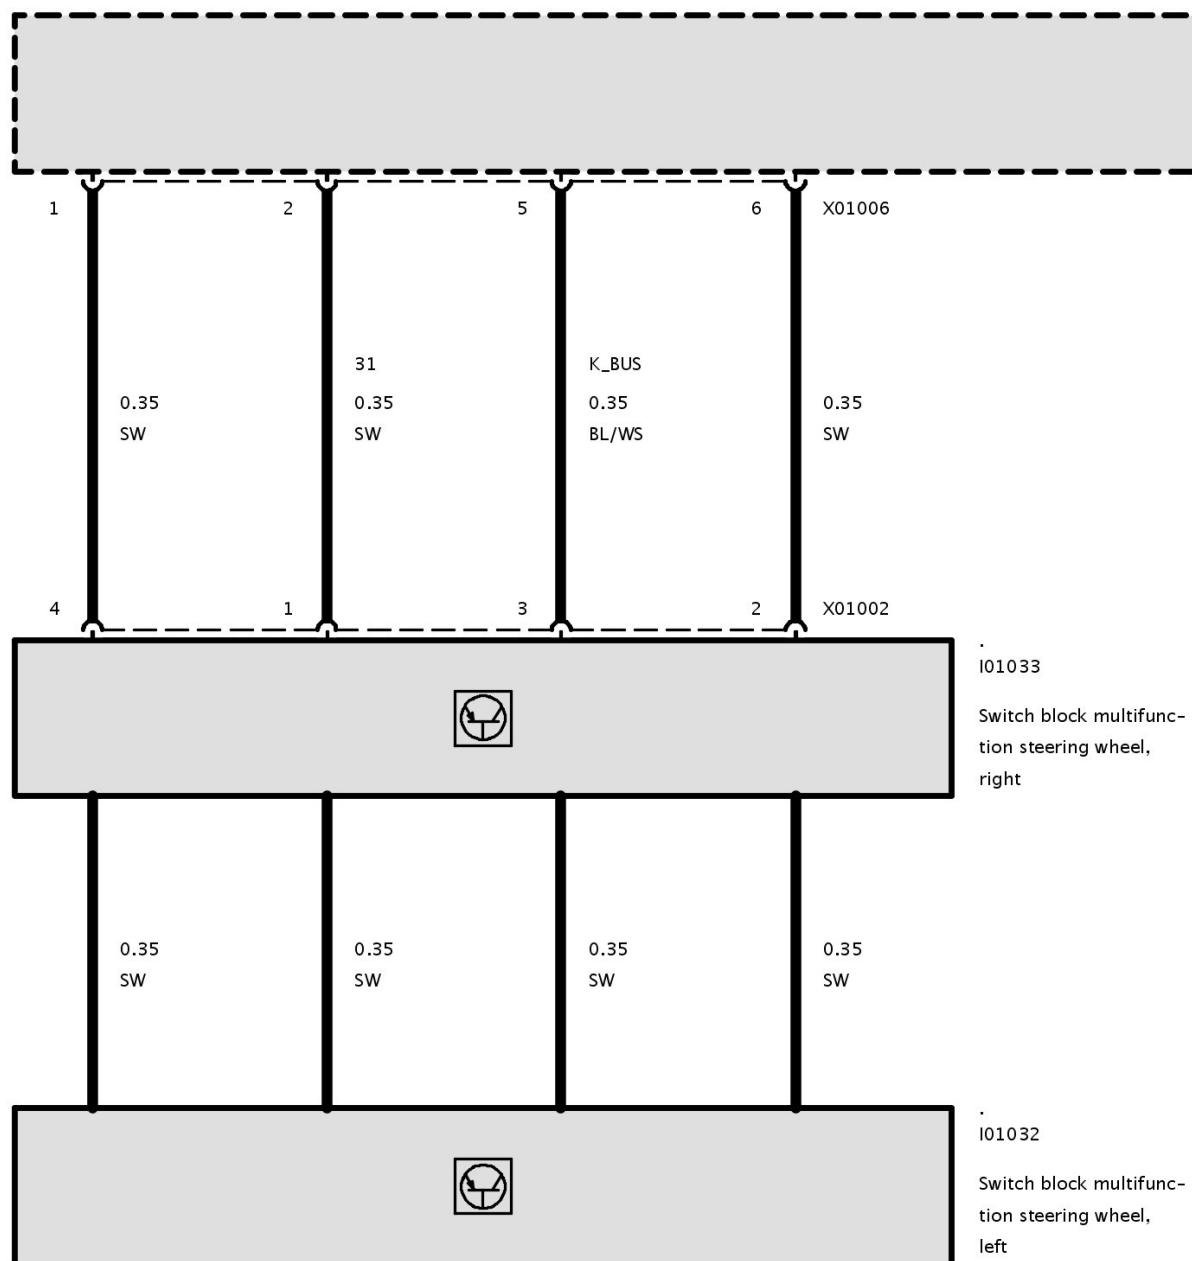 1 2 5 6 X01006
31 K_BUS
0.35 0.35 0.35 0.35
SW SW BL/WS SW
4 1 3 2 X01002
.
I01033
Switch block multifunc-
tion steering wheel,
right
0.35 0.35 0.35 0.35
SW SW SW SW
.
I01032
Switch block multifunc-
tion steering wheel,
left